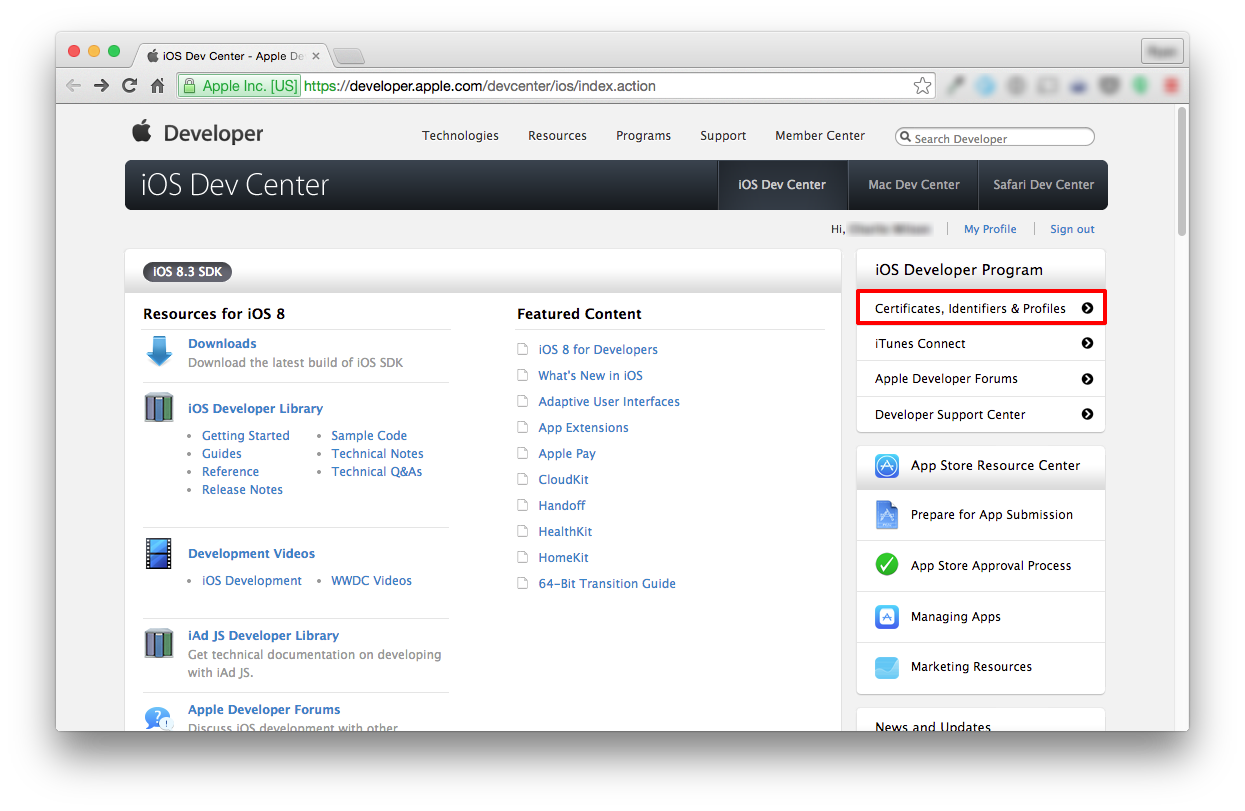 iOS Dev Center - Apple De
Apple Inc. [US] https://developer.apple.com/devcenter/ios/index.action
Developer
Technologies Resources Programs Support Member Center Search Developer
iOS Dev Center
iOS Dev Center Mac Dev Center Safari Dev Center
Hi, My Profile Sign out
iOS 8.3 SDK
Resources for iOS 8
Downloads
Download the latest build of iOS SDK
iOS Developer Library
Getting Started
Guides
Reference
Release Notes
Sample Code
Technical Notes
Technical Q&As
Development Videos
iOS Development
WWDC Videos
iAd JS Developer Library
Get technical documentation on developing
with iAd JS.
Apple Developer Forums
Discuss iOS development with other
Featured Content
iOS 8 for Developers
What's New in iOS
Adaptive User Interfaces
App Extensions
Apple Pay
CloudKit
Handoff
HealthKit
HomeKit
64-Bit Transition Guide
iOS Developer Program
Certificates, Identifiers & Profiles
iTunes Connect
Apple Developer Forums
Developer Support Center
App Store Resource Center
Prepare for App Submission
App Store Approval Process
Managing Apps
Marketing Resources
News and Updates